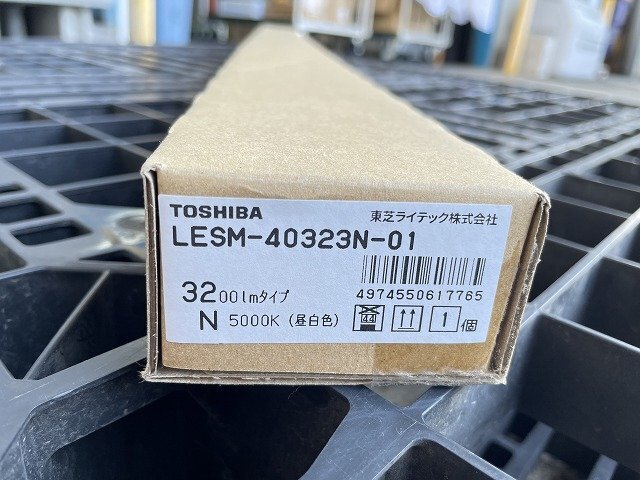 TOSHIBA 東芝ライテック株式会社
LESM-40323N-01
3200lmタイプ
4974550617765
N 5000K (昼白色) 44 1個